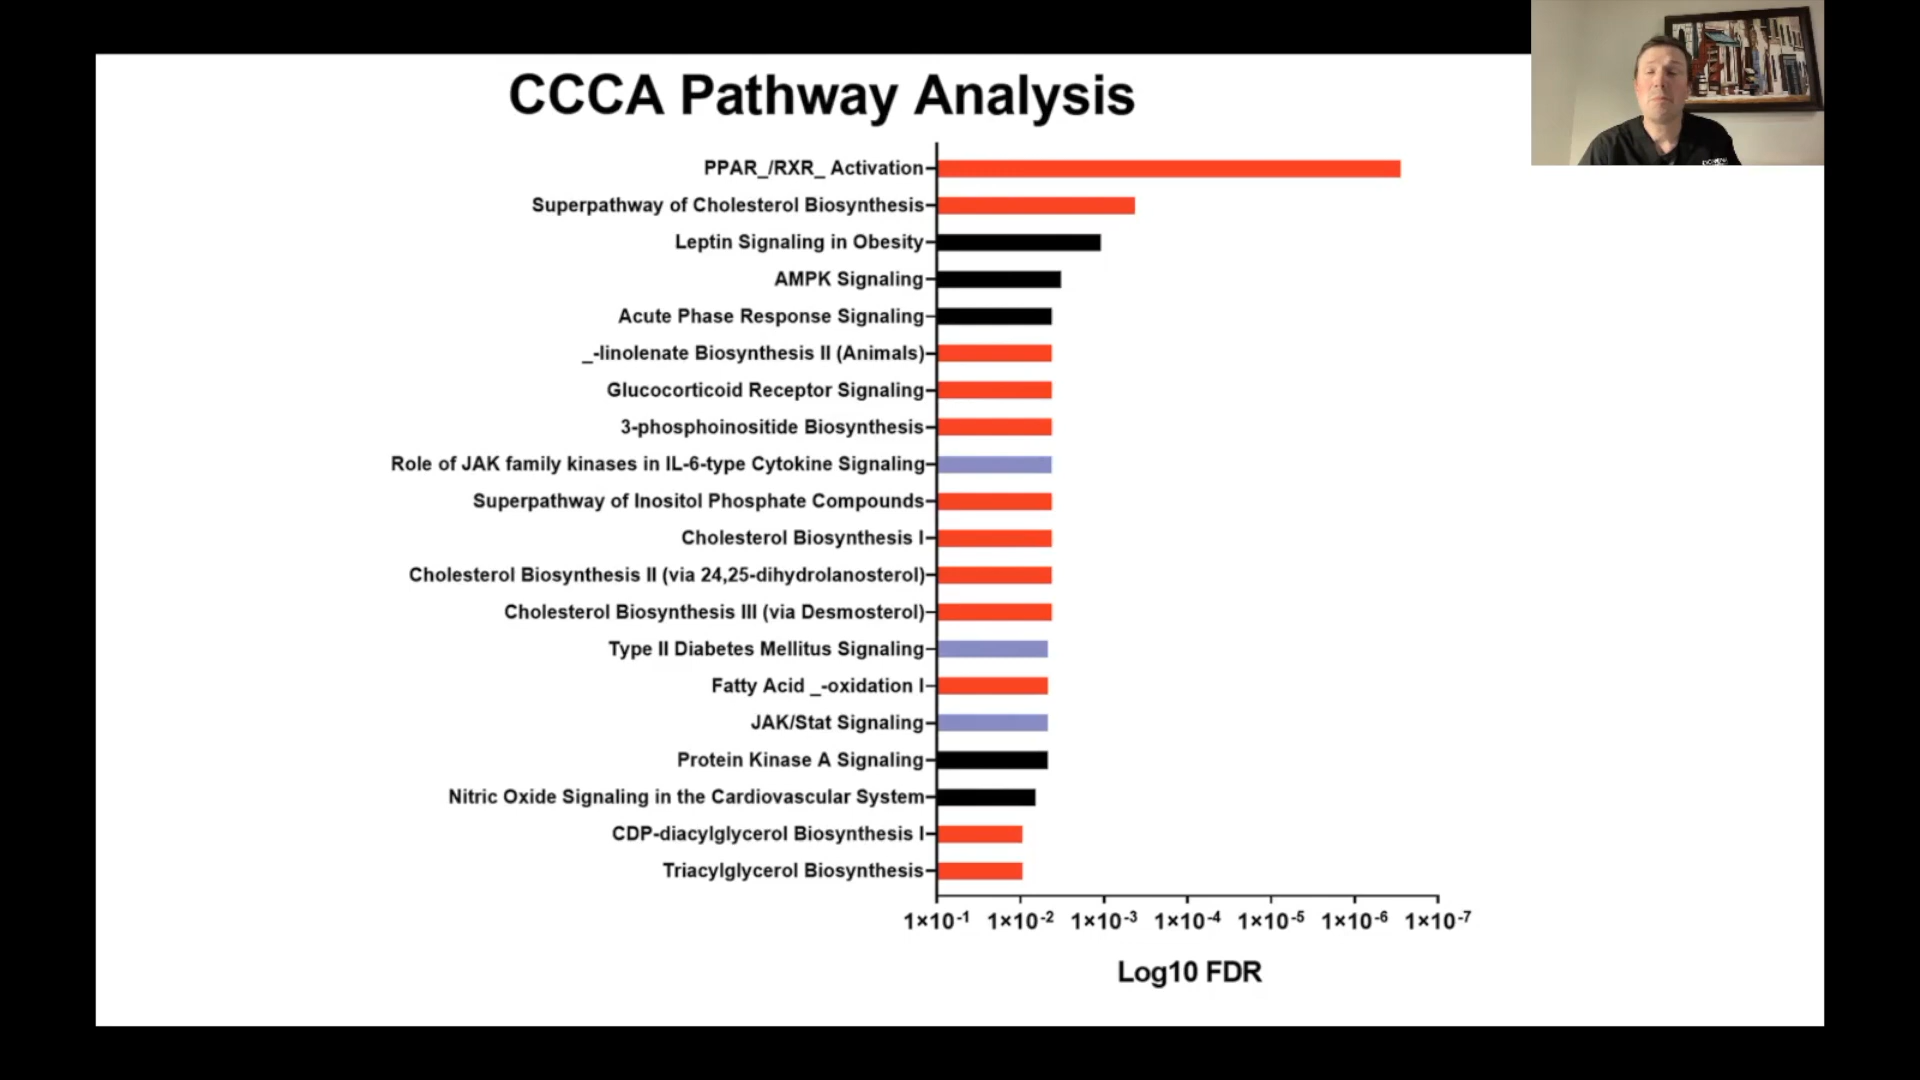 CCCA Pathway Analysis
PPAR_/RXR_ Activation
Superpathway of Cholesterol Biosynthesis
Leptin Signaling in Obesity
AMPK Signaling
Acute Phase Response Signaling
_-linolenate Biosynthesis II (Animals)
Glucocorticoid Receptor Signaling
3-phosphoinositide Biosynthesis
Role of JAK family kinases in IL-6-type Cytokine Signaling
Superpathway of Inositol Phosphate Compounds
Cholesterol Biosynthesis I
Cholesterol Biosynthesis II (via 24,25-dihydrolanosterol)
Cholesterol Biosynthesis III (via Desmosterol)
Type II Diabetes Mellitus Signaling
Fatty Acid _-oxidation I
JAK/Stat Signaling
Protein Kinase A Signaling
Nitric Oxide Signaling in the Cardiovascular System
CDP-diacylglycerol Biosynthesis I
Triacylglycerol Biosynthesis
1×10⁻¹ 1×10⁻² 1×10⁻³ 1×10⁻⁴ 1×10⁻⁵ 1×10⁻⁶ 1×10⁻⁷
Log10 FDR